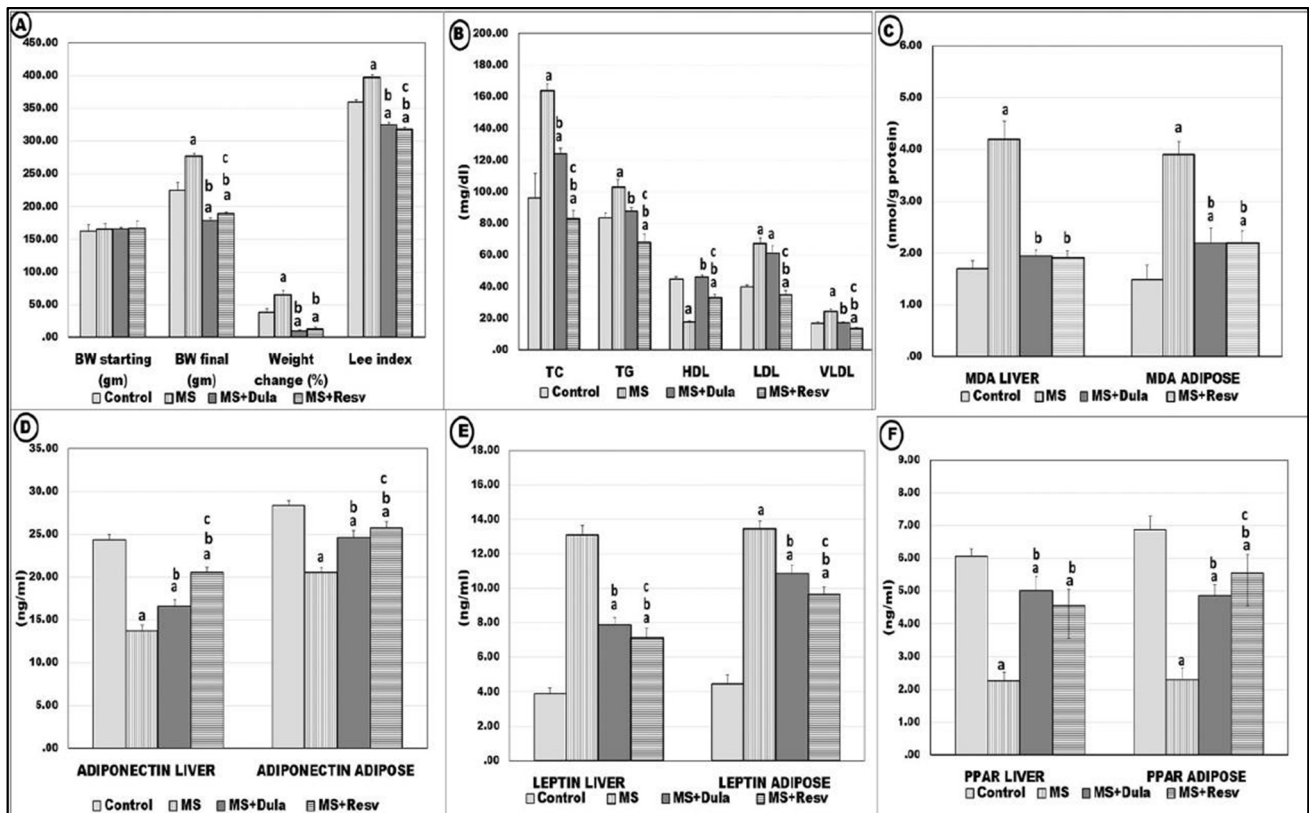 A
450.00
400.00
350.00
300.00
250.00
200.00
150.00
100.00
50.00
.00
a
a
b
a
c
b
a
a
b
a
b
a
c
b
a
BW starting (gm)
BW final (gm)
Weight change (%)
Lee index
Control MS MS+Dula MS+Resv
B
(mg/dl)
200.00
180.00
160.00
140.00
120.00
100.00
80.00
60.00
40.00
20.00
.00
a
b
a
c
b
a
a
b
c
b
a
a
b
c
b
a
a
a
c
b
a
a
b
c
b
a
TC TG HDL LDL VLDL
Control MS MS+Dula MS+Resv
C
(nmol/g protein)
6.00
5.00
4.00
3.00
2.00
1.00
.00
a
b
b
a
b
a
b
a
MDA LIVER MDA ADIPOSE
Control MS MS+Dula MS+Resv
D
(ng/ml)
35.00
30.00
25.00
20.00
15.00
10.00
5.00
.00
a
b
a
c
b
a
a
b
a
c
b
a
ADIPONECTIN LIVER ADIPONECTIN ADIPOSE
Control MS MS+Dula MS+Resv
E
(ng/ml)
18.00
16.00
14.00
12.00
10.00
8.00
6.00
4.00
2.00
.00
b
a
c
b
a
a
b
a
c
b
a
LEPTIN LIVER LEPTIN ADIPOSE
Control MS MS+Dula MS+Resv
F
(ng/ml)
9.00
8.00
7.00
6.00
5.00
4.00
3.00
2.00
1.00
.00
a
b
a
b
a
a
b
a
c
b
a
PPAR LIVER PPAR ADIPOSE
Control MS MS+Dula MS+Resv